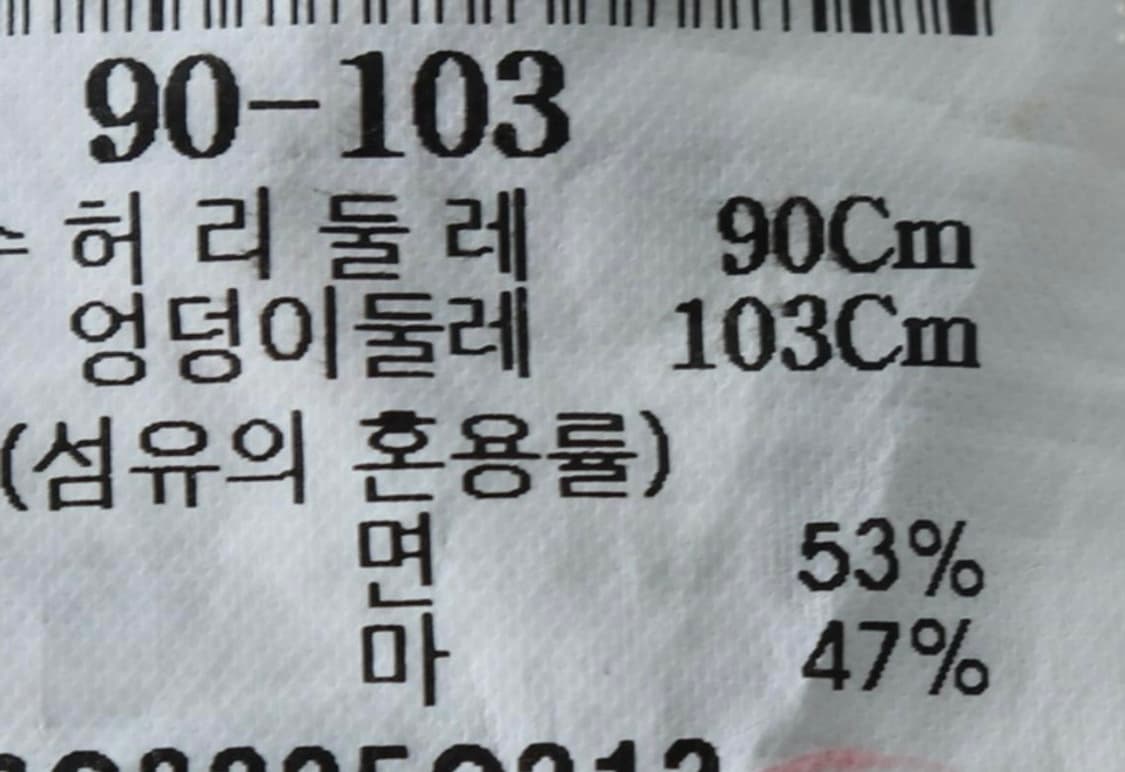 90-103
허리둘레 90Cm
엉덩이둘레 103Cm
(섬유의 혼용률)
면 53%
마 47%